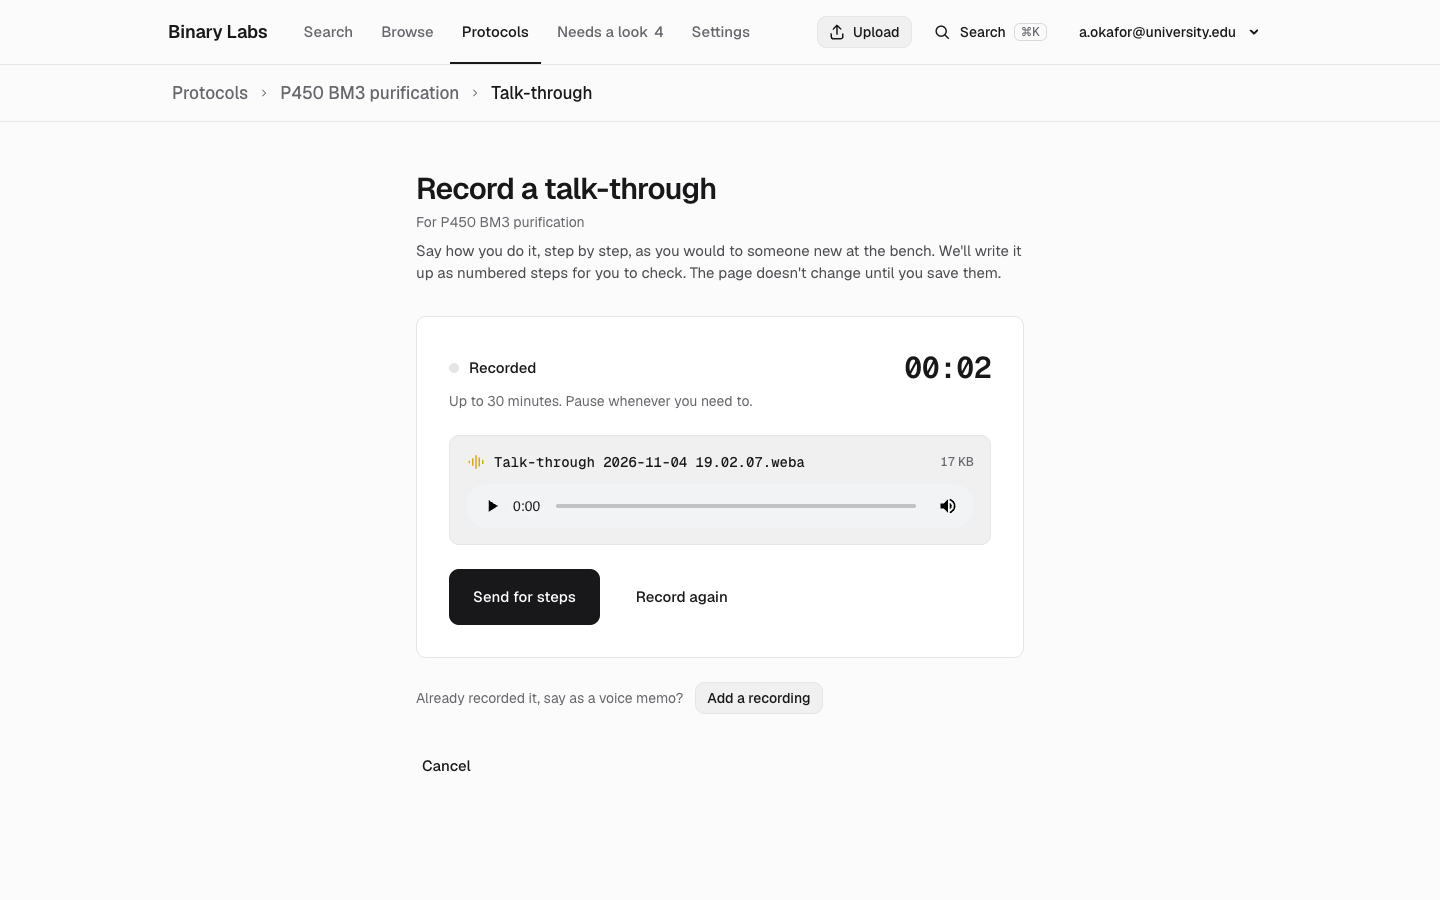 Binary Labs
Search
Browse
Protocols
Needs a look 4
Settings
Upload
Search ⌘K
a.okafor@university.edu
Protocols › P450 BM3 purification › Talk-through
Record a talk-through
For P450 BM3 purification
Say how you do it, step by step, as you would to someone new at the bench. We'll write it
up as numbered steps for you to check. The page doesn't change until you save them.
Recorded
00:02
Up to 30 minutes. Pause whenever you need to.
Talk-through 2026-11-04 19.02.07.weba
17 KB
0:00
Send for steps
Record again
Already recorded it, say as a voice memo?
Add a recording
Cancel